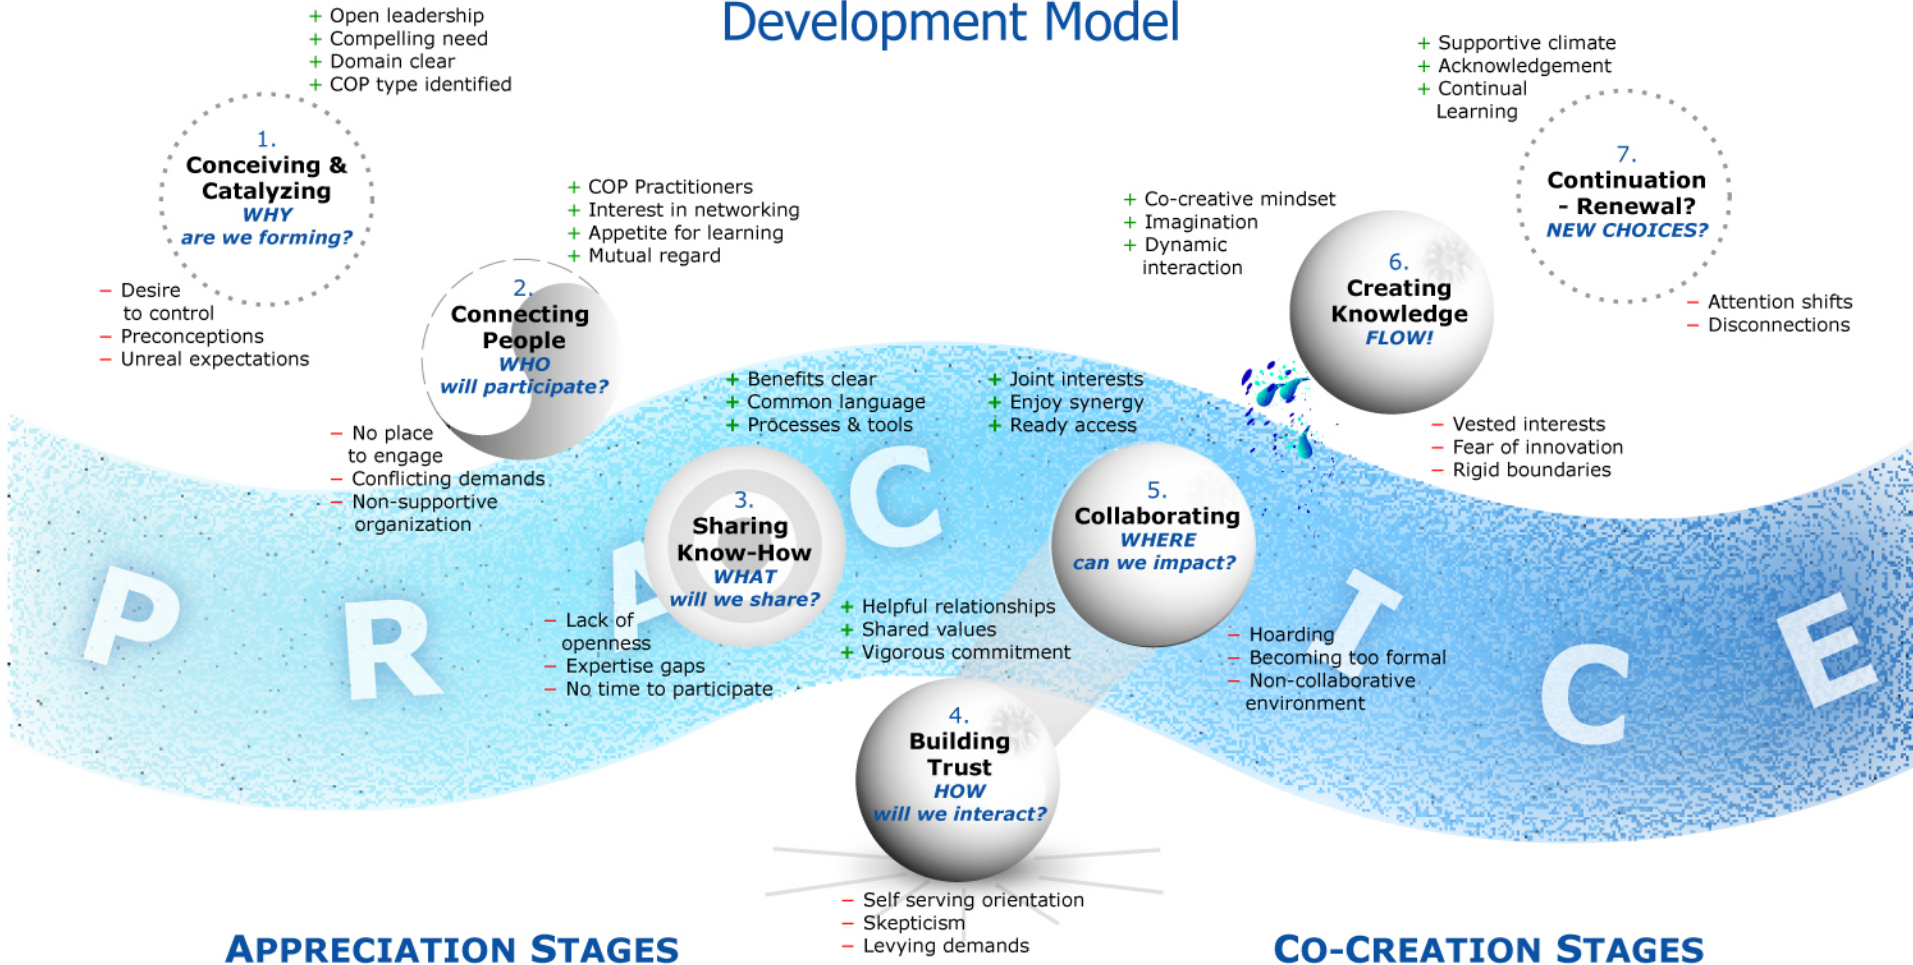 Development Model
+ Open leadership
+ Compelling need
+ Domain clear
+ COP type identified
1.
Conceiving &
Catalyzing
WHY
are we forming?
− Desire
to control
− Preconceptions
− Unreal expectations
+ COP Practitioners
+ Interest in networking
+ Appetite for learning
+ Mutual regard
2.
Connecting
People
WHO
will participate?
− No place
to engage
− Conflicting demands
− Non-supportive
organization
+ Benefits clear
+ Common language
+ Processes & tools
3.
Sharing
Know-How
WHAT
will we share?
− Lack of
openness
− Expertise gaps
− No time to participate
+ Helpful relationships
+ Shared values
+ Vigorous commitment
4.
Building
Trust
HOW
will we interact?
− Self serving orientation
− Skepticism
− Levying demands
+ Joint interests
+ Enjoy synergy
+ Ready access
5.
Collaborating
WHERE
can we impact?
− Hoarding
− Becoming too formal
− Non-collaborative
environment
+ Co-creative mindset
+ Imagination
+ Dynamic
interaction
6.
Creating
Knowledge
FLOW!
− Vested interests
− Fear of innovation
− Rigid boundaries
+ Supportive climate
+ Acknowledgement
+ Continual
Learning
7.
Continuation
- Renewal?
NEW CHOICES?
− Attention shifts
− Disconnections
PRACTICE
APPRECIATION STAGES
CO-CREATION STAGES